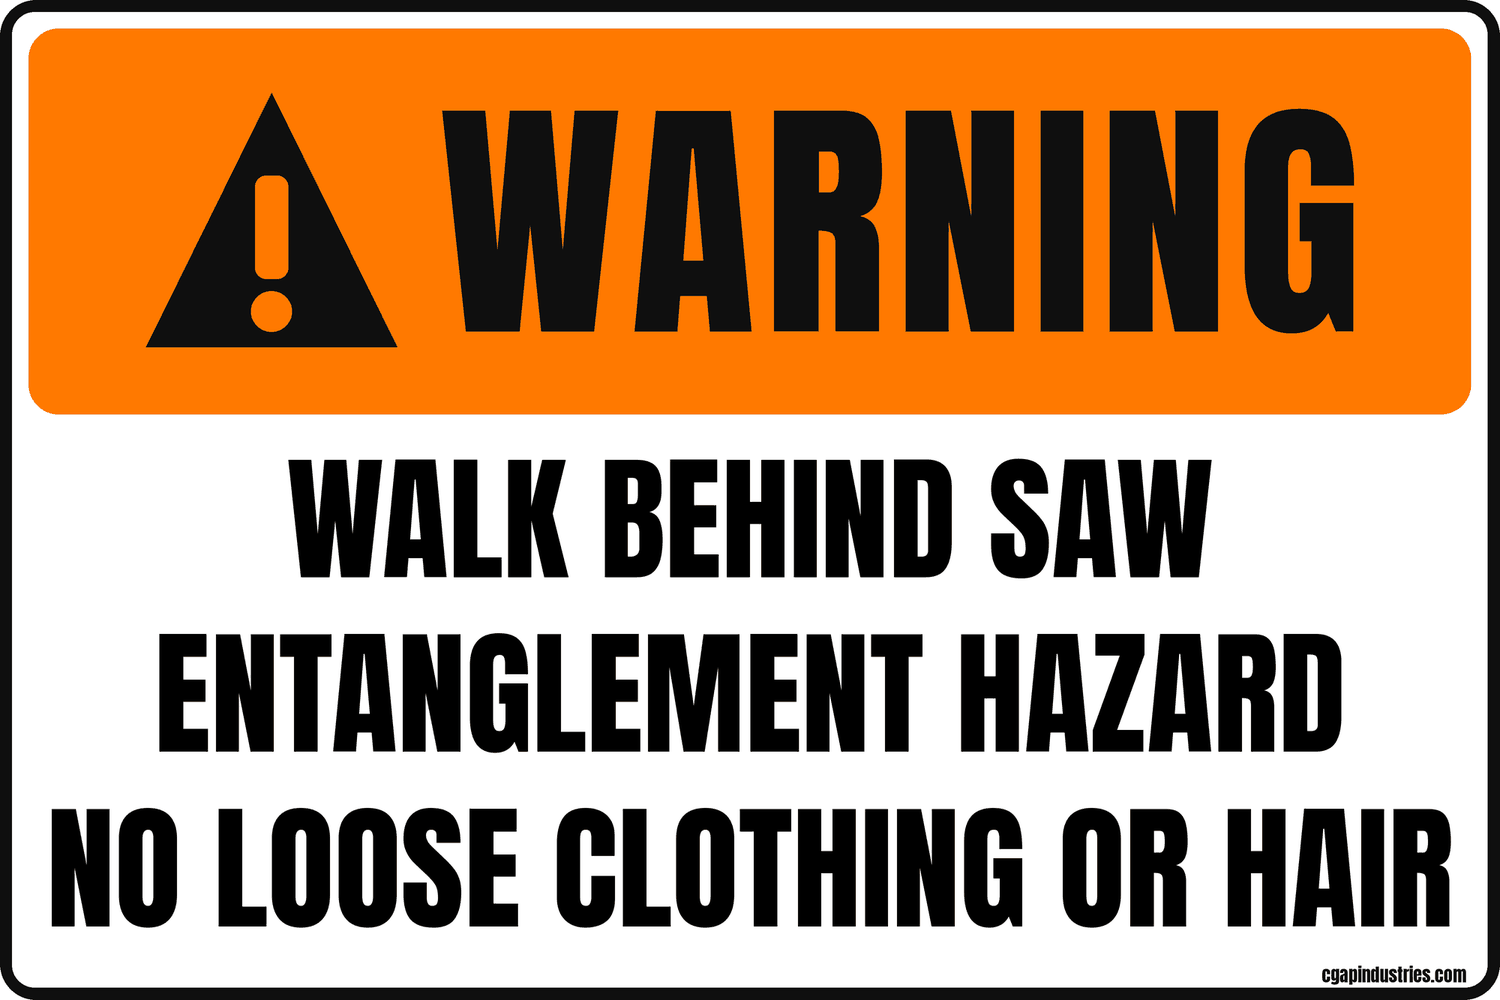 WARNING
WALK BEHIND SAW
ENTANGLEMENT HAZARD
NO LOOSE CLOTHING OR HAIR
cgapindustries.com